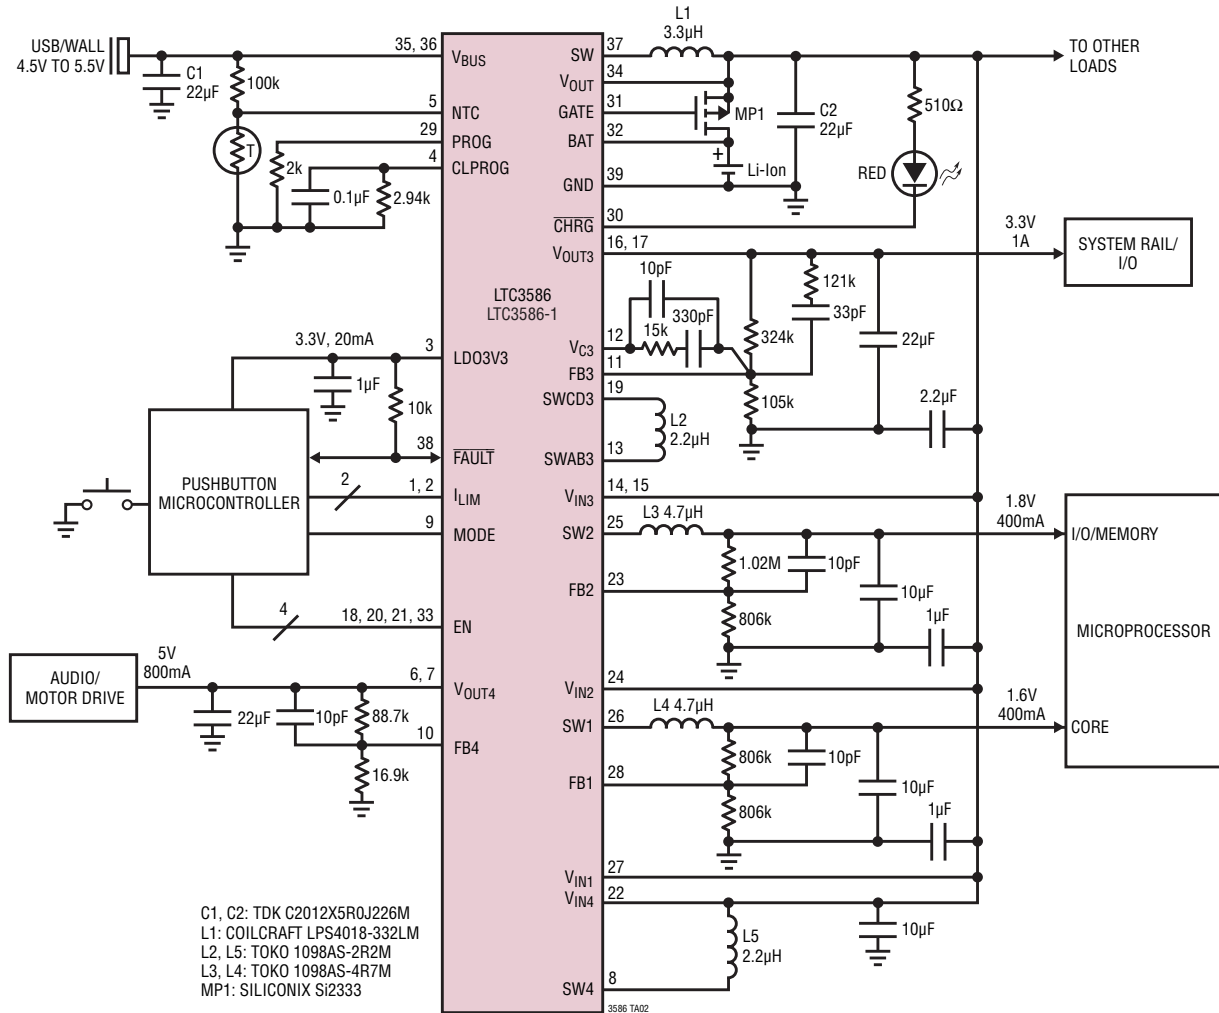 USB/WALL
4.5V TO 5.5V
C1
22µF
100k
T
2k
0.1µF
2.94k
35, 36
5
29
4
VBUS
NTC
PROG
CLPROG
SW
VOUT
GATE
BAT
GND
CHRG
VOUT3
37
34
31
32
39
30
16, 17
L1
3.3µH
MP1
+
Li-Ion
C2
22µF
510Ω
RED
TO OTHER
LOADS
3.3V
1A
SYSTEM RAIL/
I/O
LTC3586
LTC3586-1
10pF
330pF
15k
121k
33pF
324k
105k
22µF
2.2µF
12
11
19
13
14, 15
VC3
FB3
SWCD3
SWAB3
VIN3
L2
2.2µH
3.3V, 20mA
3
LDO3V3
1µF
10k
38
FAULT
PUSHBUTTON
MICROCONTROLLER
2
1, 2
ILIM
9
MODE
4
18, 20, 21, 33
EN
SW2
25
L3 4.7µH
1.8V
400mA
I/O/MEMORY
1.02M
10pF
FB2
23
806k
10µF
1µF
MICROPROCESSOR
AUDIO/
MOTOR DRIVE
5V
800mA
6, 7
VOUT4
22µF
10pF
88.7k
10
FB4
16.9k
VIN2
24
SW1
26
L4 4.7µH
1.6V
400mA
CORE
806k
10pF
FB1
28
806k
10µF
1µF
VIN1
27
VIN4
22
10µF
L5
2.2µH
SW4
8
C1, C2: TDK C2012X5R0J226M
L1: COILCRAFT LPS4018-332LM
L2, L5: TOKO 1098AS-2R2M
L3, L4: TOKO 1098AS-4R7M
MP1: SILICONIX Si2333
3586 TA02